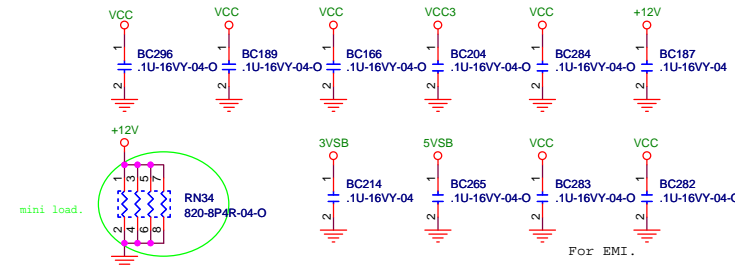 VCC VCC VCC VCC3 VCC +12V
1 1 1 1 1 1
BC296 BC189 BC166 BC204 BC284 BC187
.1U-16VY-04-O .1U-16VY-04-O .1U-16VY-04-O .1U-16VY-04-O .1U-16VY-04-O .1U-16VY-04
2 2 2 2 2 2
+12V 3VSB 5VSB VCC VCC
1 3 5 7 1 1 1 1
BC214 BC265 BC283 BC282
RN34 .1U-16VY-04 .1U-16VY-04-O .1U-16VY-04-O .1U-16VY-04-O
mini load. 820-8P4R-04-O
2 4 6 8 2 2 2 2
For EMI.